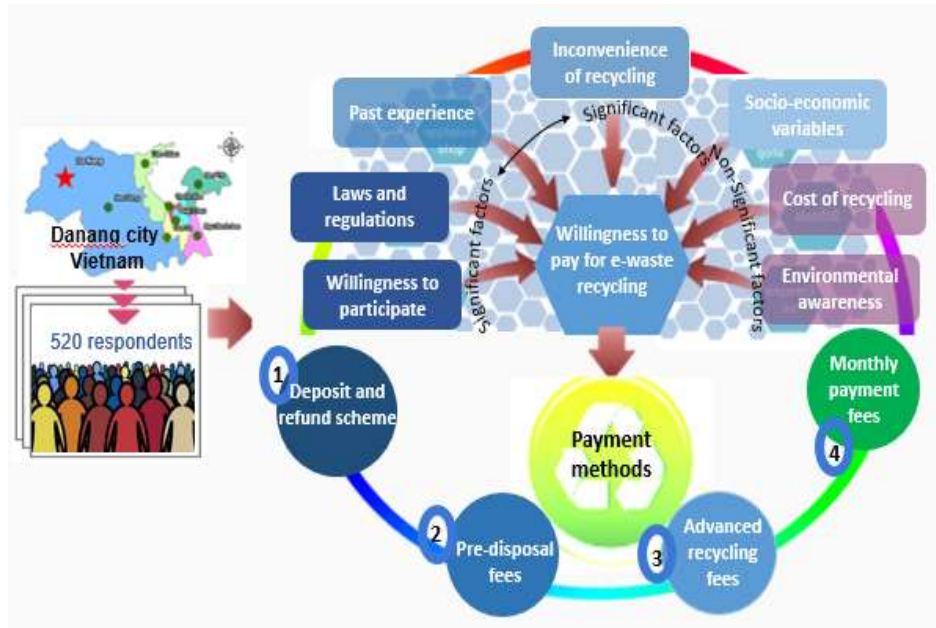 Inconvenience
of recycling
Past experience
Socio-economic
variables
Significant factors
Laws and
regulations
Significant factors
Non-Significant factors
Cost of recycling
Danang city
Vietnam
Willingness to
pay for e-waste
recycling
Willingness to
participate
Environmental
awareness
520 respondents
1
Deposit and
refund scheme
Monthly
payment
fees
4
Payment
methods
2
Pre-disposal
fees
3
Advanced
recycling
fees